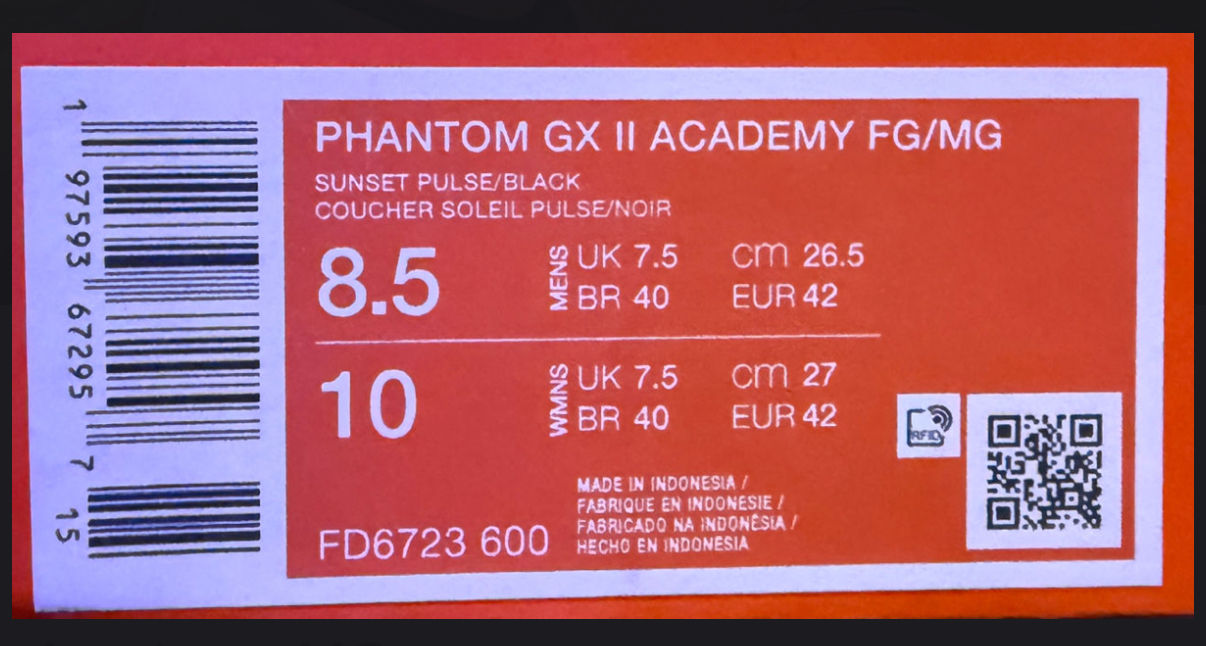 PHANTOM GX II ACADEMY FG/MG
SUNSET PULSE/BLACK
COUCHER SOLEIL PULSE/NOIR
8.5
MENS
UK 7.5 cm 26.5
BR 40 EUR 42
10
WMNS
UK 7.5 cm 27
BR 40 EUR 42
RFID
MADE IN INDONESIA /
FABRIQUE EN INDONESIE /
FABRICADO NA INDONÉSIA /
HECHO EN INDONESIA
FD6723 600
1 97593 67295 7 15